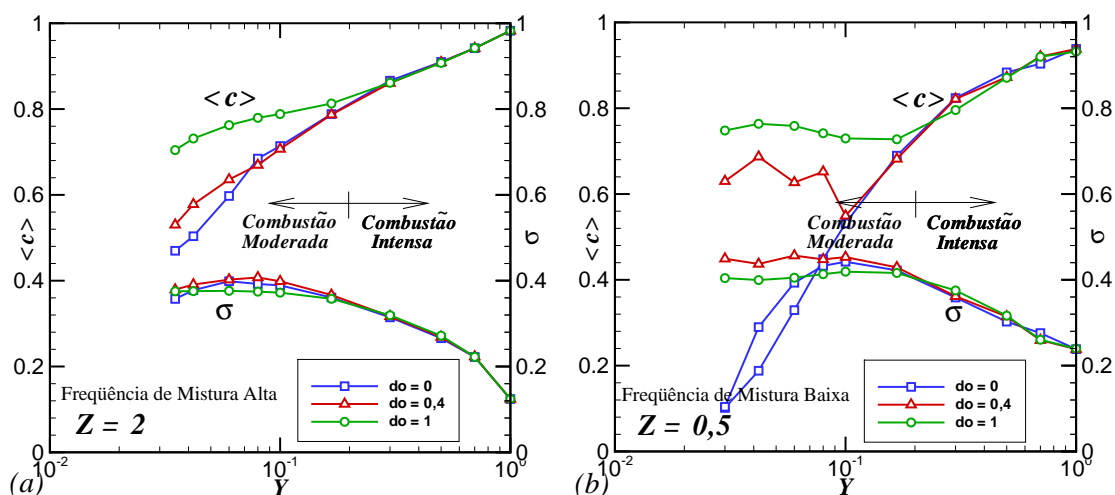 1
1
1
1
0.8
0.8
0.8
0.8
0.6
0.6
0.6
0.6
0.4
0.4
0.4
0.4
0.2
0.2
0.2
0.2
0
0
0
0
<c>
<c>
<c>
<c>
σ
σ
σ
σ
Combustão Moderada
Combustão Intensa
Combustão Moderada
Combustão Intensa
Freqüência de Mistura Alta
Z = 2
do = 0
do = 0,4
do = 1
Freqüência de Mistura Baixa
Z = 0,5
do = 0
do = 0,4
do = 1
(a)
10⁻²
10⁻¹
10⁰
Y
(b)
10⁻²
10⁻¹
10⁰
Y